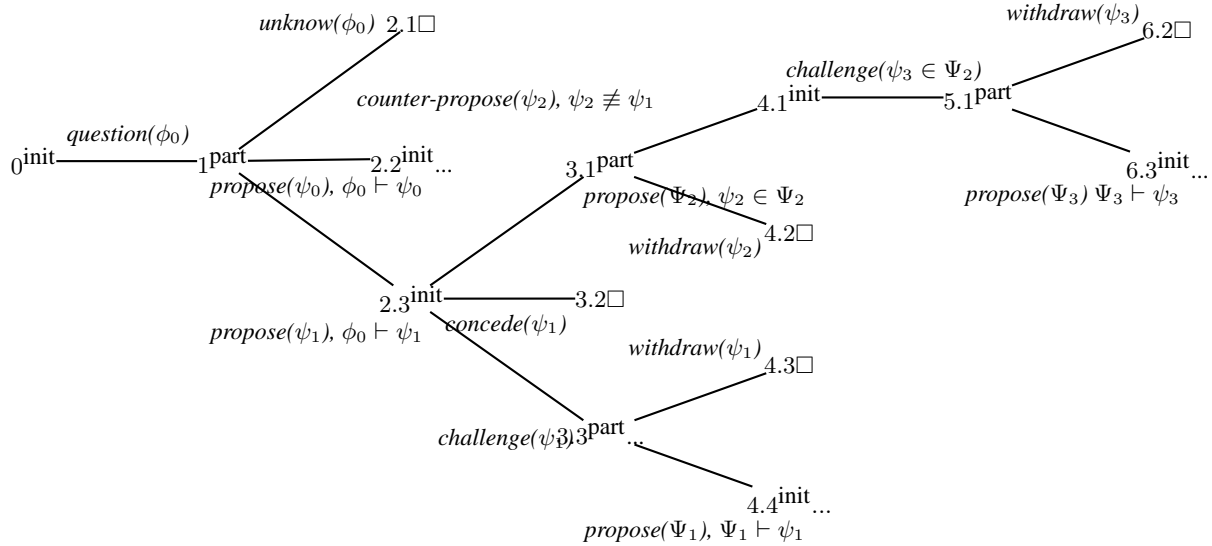 withdraw(ψ₃)
unknow(ϕ₀) 2.1□
6.2□
challenge(ψ₃ ∈ Ψ₂)
counter-propose(ψ₂), ψ₂ ≢ ψ₁
4.1init
5.1part
question(ϕ₀)
0init
1part
2.2init...
3.1part
6.3init...
propose(ψ₀), ϕ₀ ⊢ ψ₀
propose(Ψ₂), ψ₂ ∈ Ψ₂
propose(Ψ₃) Ψ₃ ⊢ ψ₃
withdraw(ψ₂) 4.2□
2.3init
3.2□
propose(ψ₁), ϕ₀ ⊢ ψ₁
concede(ψ₁)
withdraw(ψ₁)
4.3□
challenge(ψ₁)
3.3part...
4.4init...
propose(Ψ₁), Ψ₁ ⊢ ψ₁